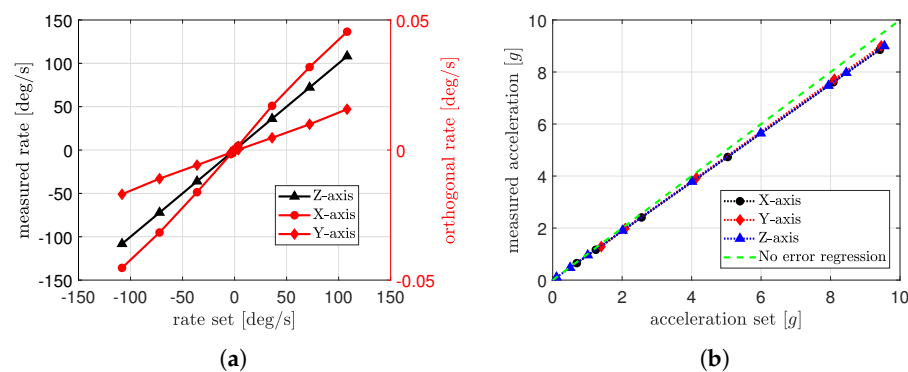 150
100
50
0
-50
-100
-150
-150 -100 -50 0 50 100 150
0.05
0
-0.05
measured rate [deg/s]
rate set [deg/s]
orthogonal rate [deg/s]
Z-axis
X-axis
Y-axis
(a)
10
8
6
4
2
0
0 2 4 6 8 10
measured acceleration [g]
acceleration set [g]
X-axis
Y-axis
Z-axis
No error regression
(b)